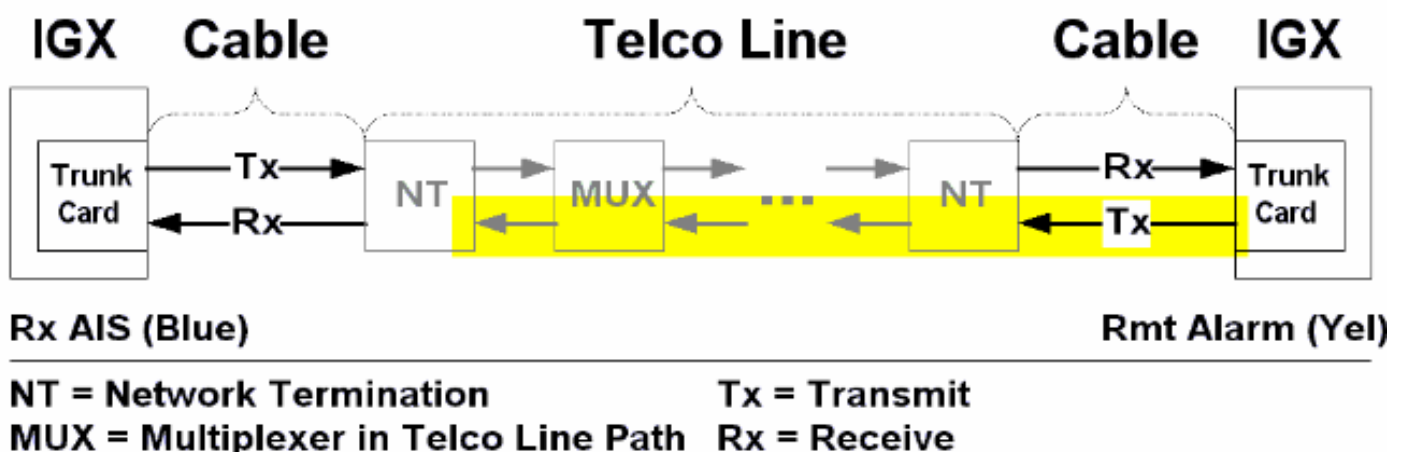 IGX Cable Telco Line Cable IGX
Trunk Card
Tx
Rx
NT
MUX
...
NT
Rx
Tx
Trunk Card
Rx AIS (Blue)
Rmt Alarm (Yel)
NT = Network Termination Tx = Transmit
MUX = Multiplexer in Telco Line Path Rx = Receive